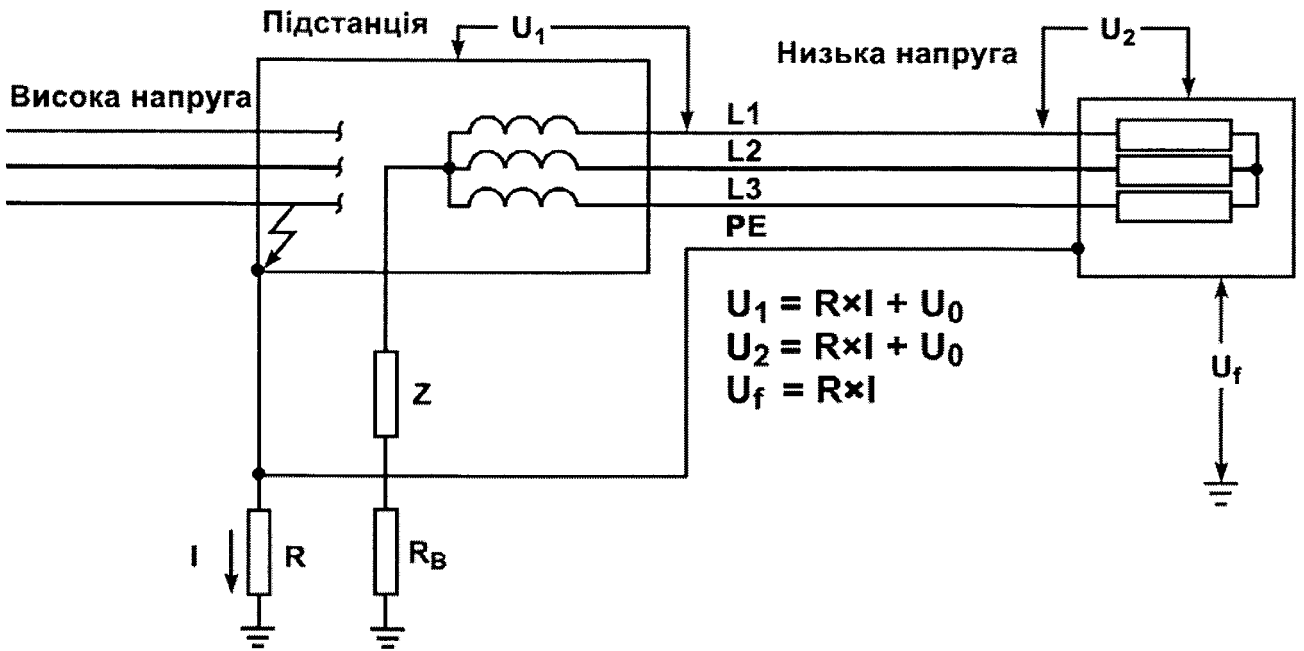 Підстанція
U1
Низька напруга
U2
Висока напруга
L1
L2
L3
PE
U1 = R×I + U0
U2 = R×I + U0
Uf = R×I
Uf
Z
I
R
RB